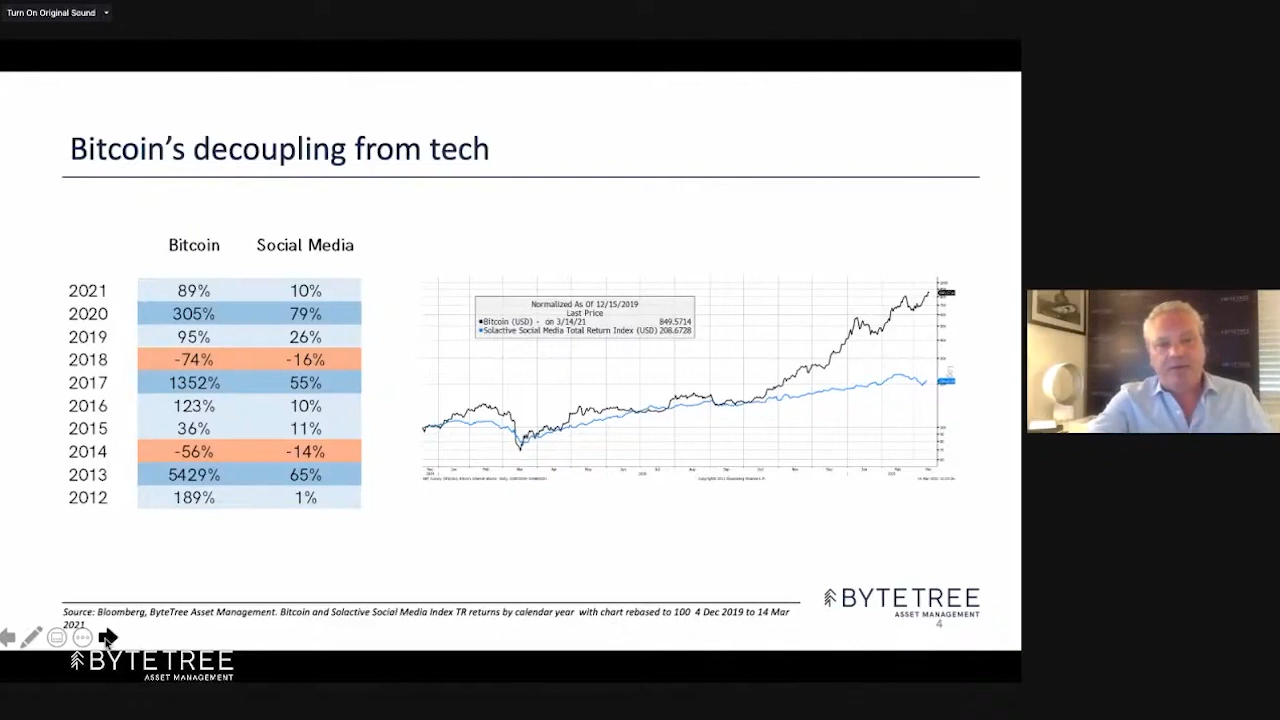 Turn On Original Sound
Bitcoin's decoupling from tech
Bitcoin Social Media
2021 89% 10%
2020 305% 79%
2019 95% 26%
2018 -74% -16%
2017 1352% 55%
2016 123% 10%
2015 36% 11%
2014 -56% -14%
2013 5429% 65%
2012 189% 1%
Normalized As Of 12/15/2019
Last Price
Bitcoin (USD) - on 3/14/21 849.5714
Solactive Social Media Total Return Index (USD) 208.6728
Source: Bloomberg, ByteTree Asset Management. Bitcoin and Solactive Social Media Index TR returns by calendar year with chart rebased to 100 4 Dec 2019 to 14 Mar
2021
BYTETREE
ASSET MANAGEMENT
4
BYTETREE
ASSET MANAGEMENT